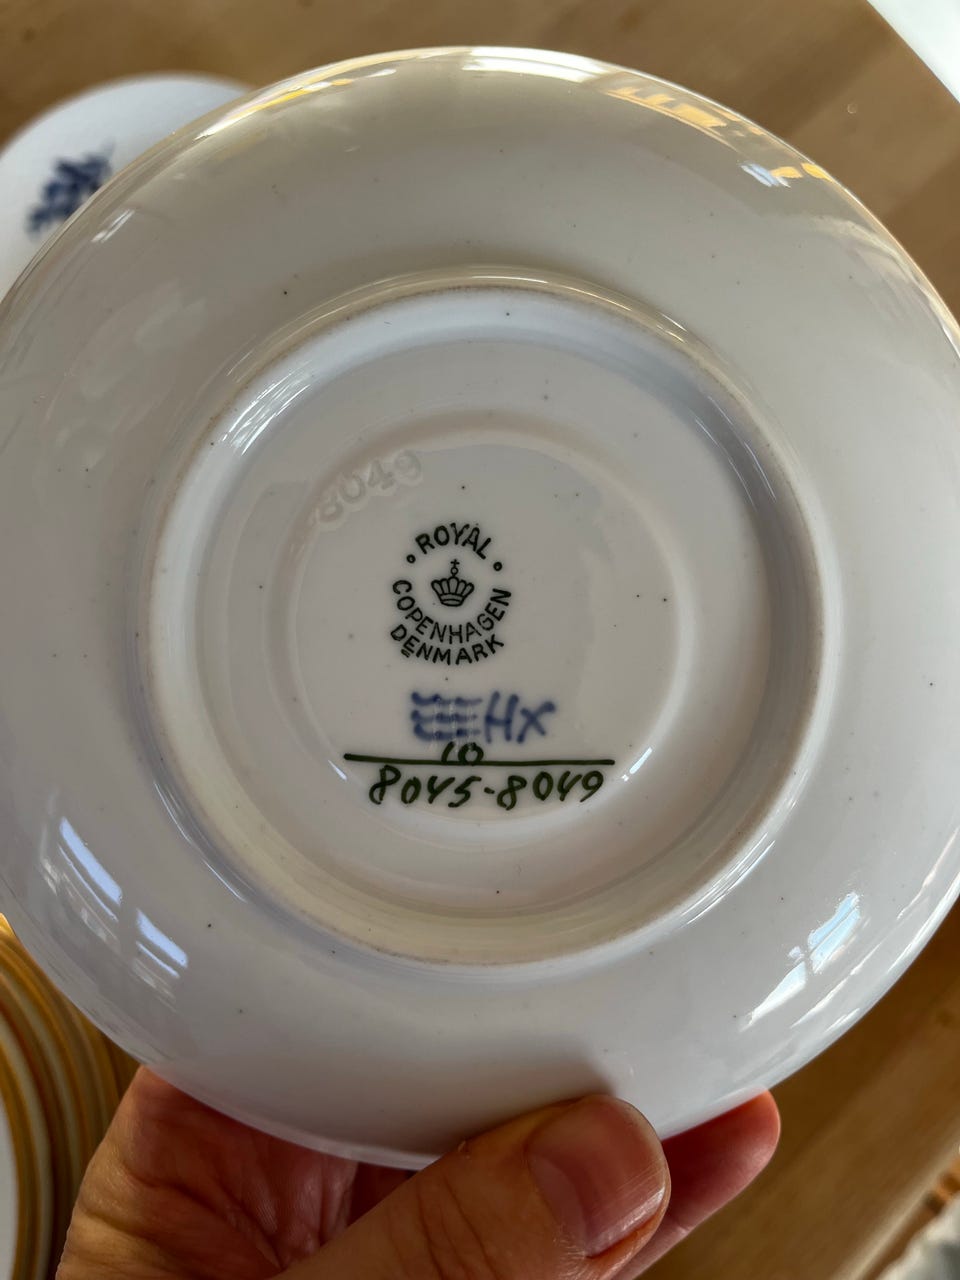 8049
ROYAL
COPENHAGEN
DENMARK
HX
10
8045-8049